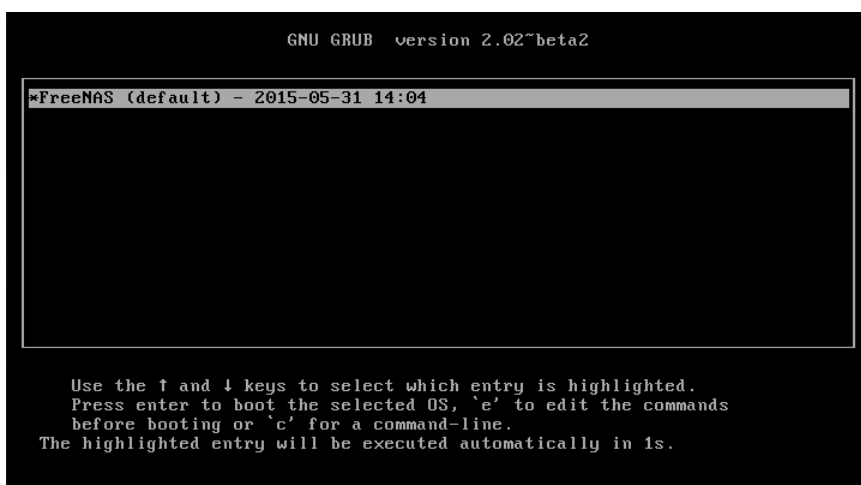 GNU GRUB  version 2.02~beta2
*FreeNAS (default) - 2015-05-31 14:04
Use the ↑ and ↓ keys to select which entry is highlighted.
Press enter to boot the selected OS, `e' to edit the commands
before booting or `c' for a command-line.
The highlighted entry will be executed automatically in 1s.